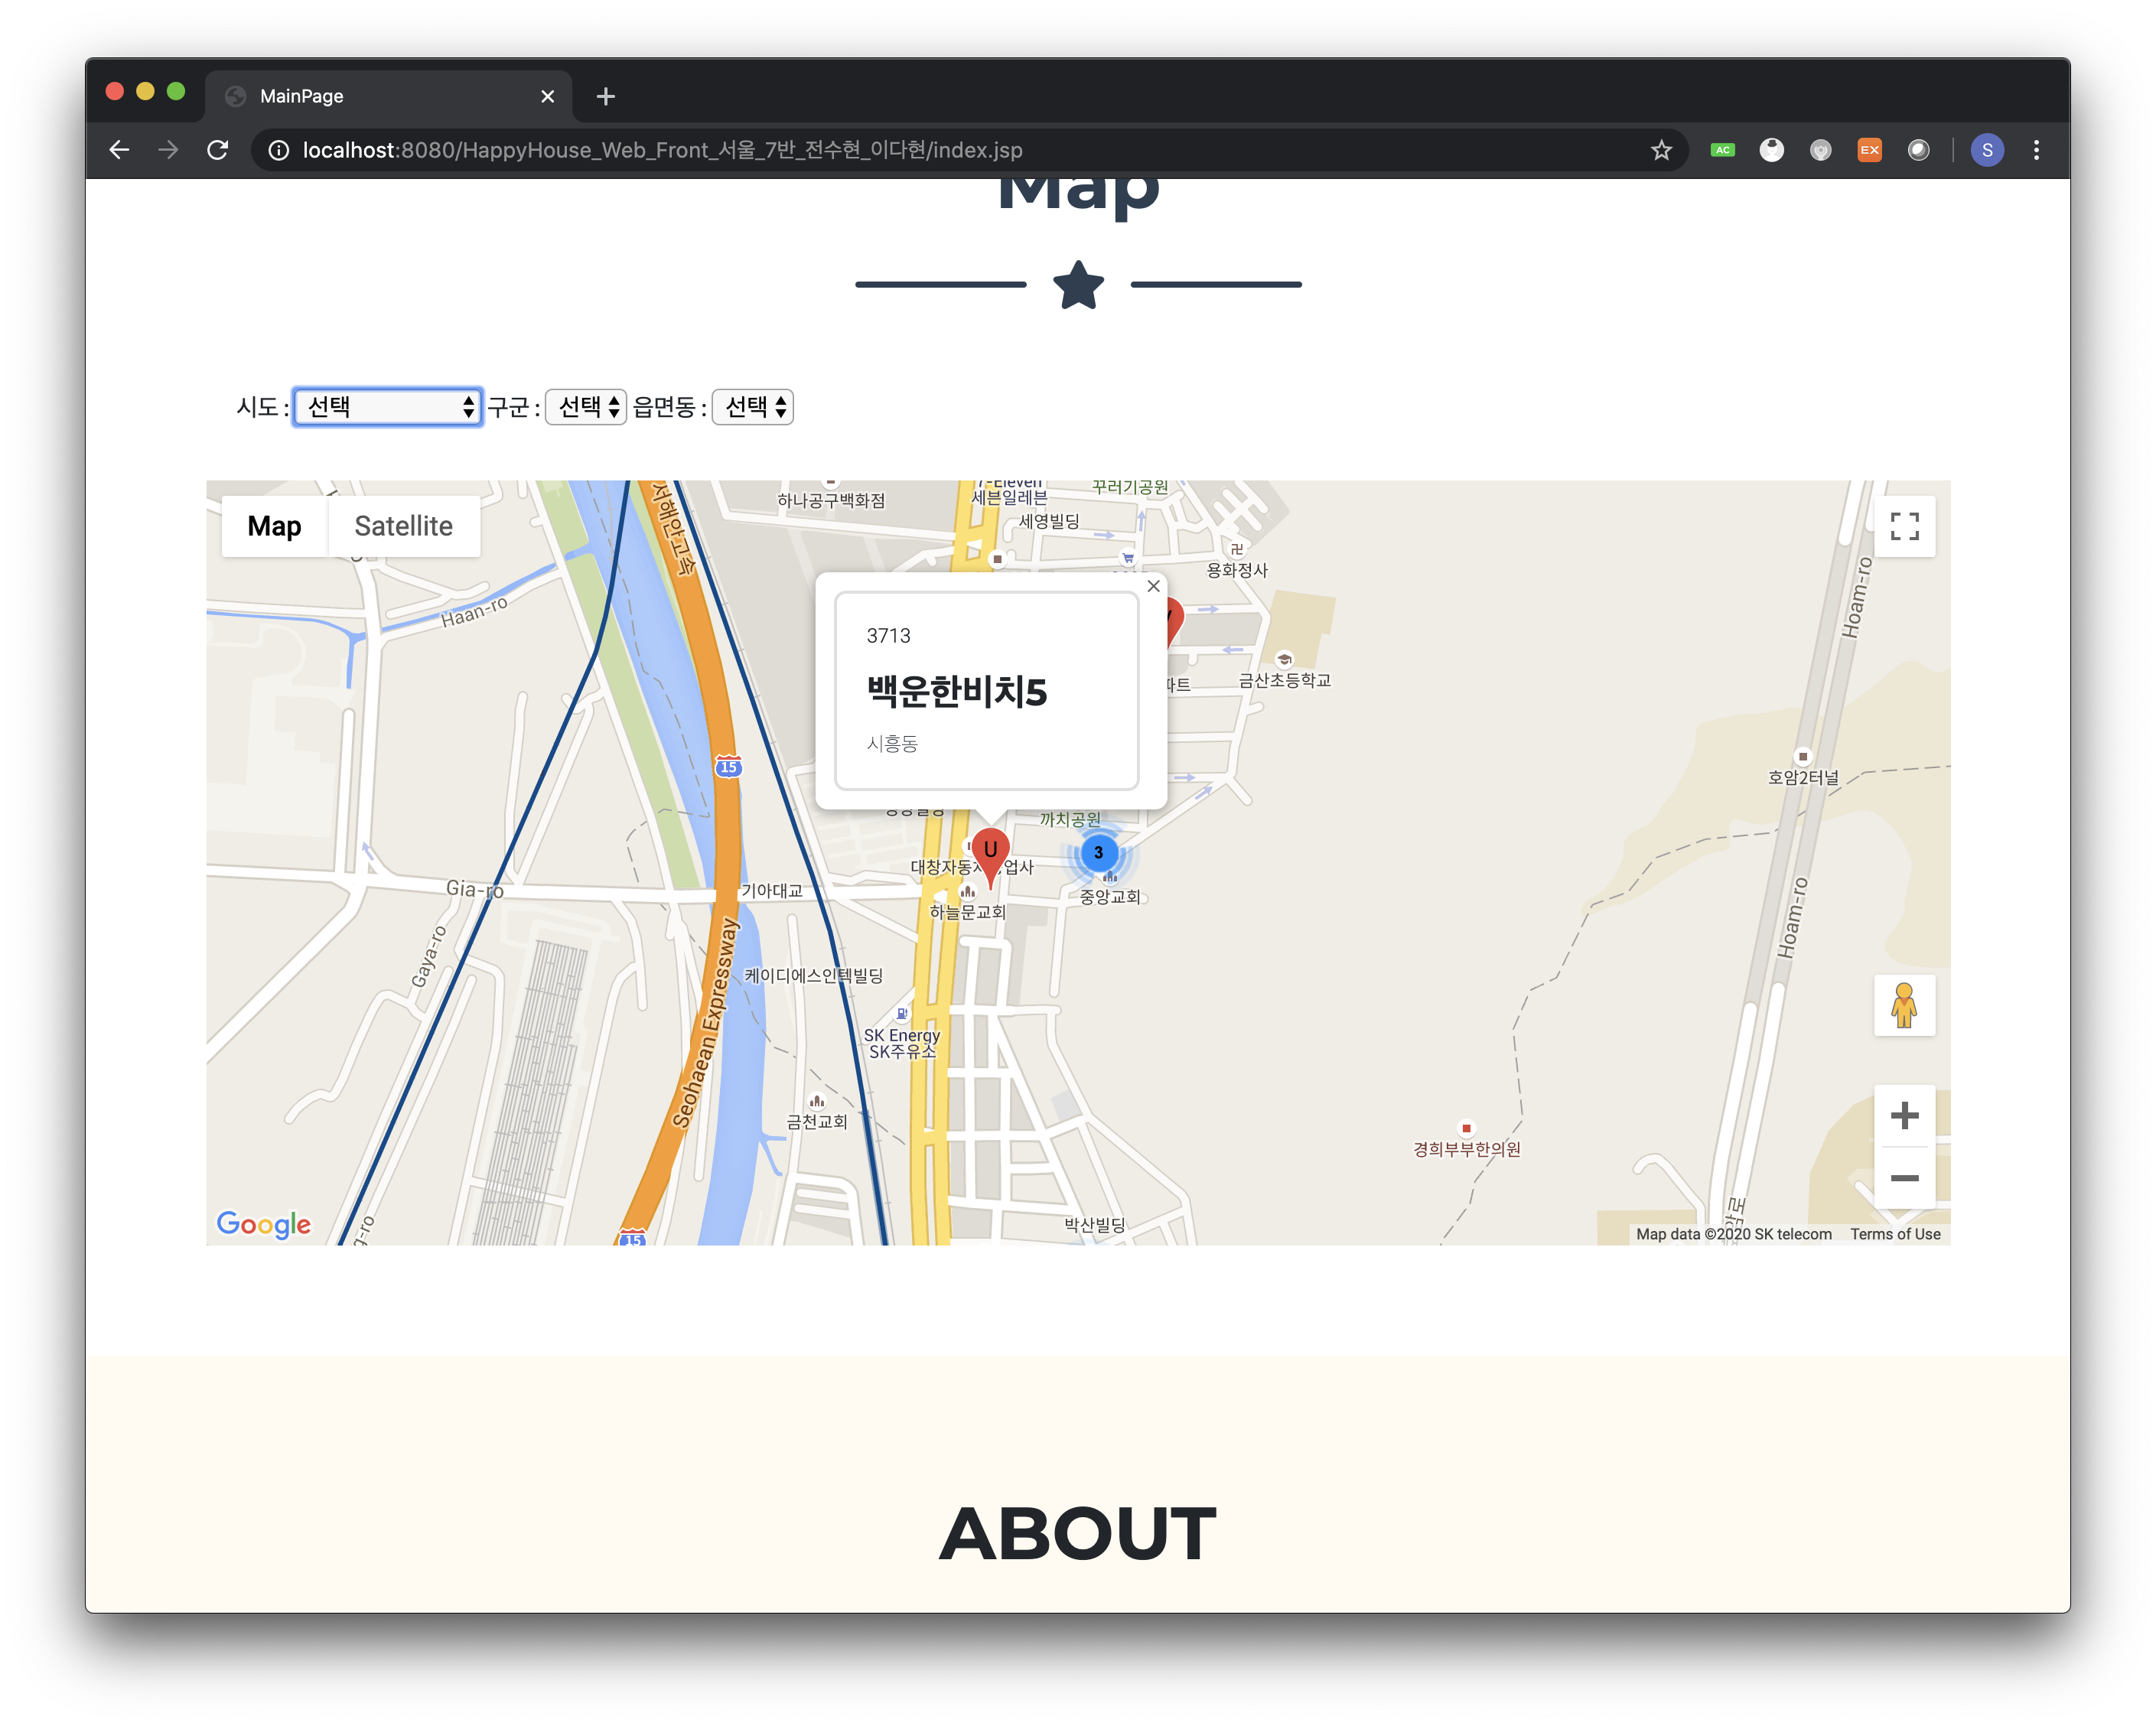 MainPage
localhost:8080/HappyHouse_Web_Front_서울_7반_전수현_이다현/index.jsp
AC
EX
S
Map
시도 : 선택 구군 : 선택 읍면동 : 선택
Map Satellite
하나공구백화점
7-Eleven
세븐일레븐
꾸러기공원
세영빌딩
용화정사
서해안고속
Haan-ro
Hoam-ro
3713
백운한비치5
시흥동
금산초등학교
15
호암2터널
까치공원
U
3
대창자동차
업사
중앙교회
하늘문교회
Gia-ro
기아대교
Gaya-ro
Hoam-ro
케이디에스인텍빌딩
Seohaean Expressway
SK Energy
SK주유소
금천교회
경희부부한의원
박산빌딩
15
Google
Map data ©2020 SK telecom Terms of Use
ABOUT